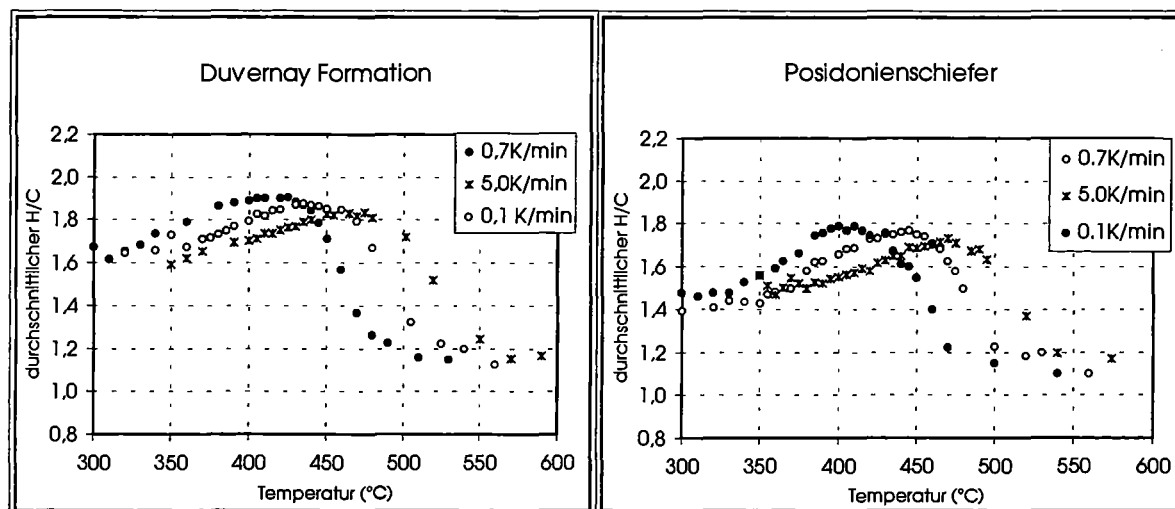 Duvernay Formation
durchschnittlicher H/C
2,2
2,0
1,8
1,6
1,4
1,2
1,0
0,8
0,7K/min
5.0K/min
0,1 K/min
300 350 400 450 500 550 600
Temperatur (°C)
Posidonienschiefer
durchschnittlicher H/C
2,2
2,0
1,8
1,6
1,4
1,2
1,0
0,8
0.7K/min
5.0K/min
0.1K/min
300 350 400 450 500 550 600
Temperatur (°C)